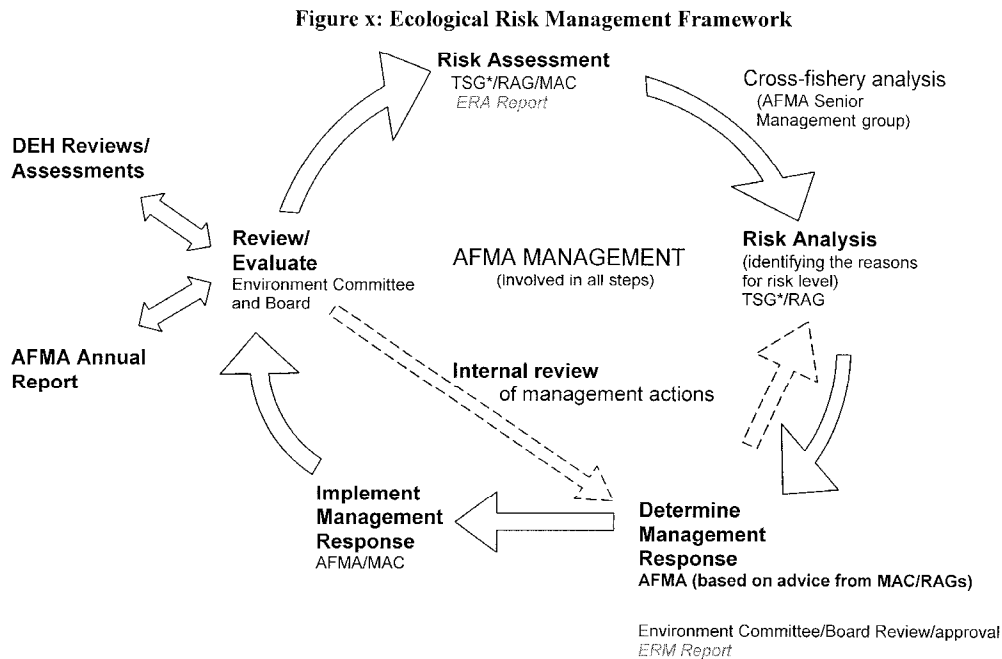 Figure x: Ecological Risk Management Framework
Risk Assessment
TSG*/RAG/MAC
ERA Report
Cross-fishery analysis
(AFMA Senior
Management group)
DEH Reviews/
Assessments
Review/
Evaluate
Environment Committee
and Board
AFMA MANAGEMENT
(involved in all steps)
Risk Analysis
(identifying the reasons
for risk level)
TSG*/RAG
AFMA Annual
Report
Internal review
of management actions
Implement
Management
Response
AFMA/MAC
Determine
Management
Response
AFMA (based on advice from MAC/RAGs)
Environment Committee/Board Review/approval
ERM Report